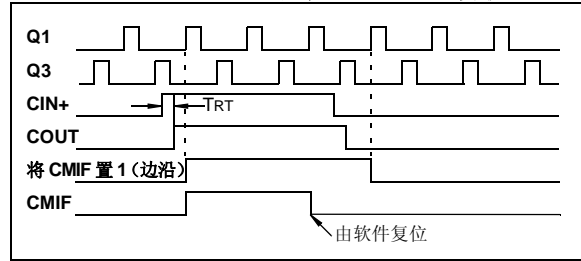 Q1
Q3
CIN+
TRT
COUT
将 CMIF 置 1（边沿）
CMIF
由软件复位